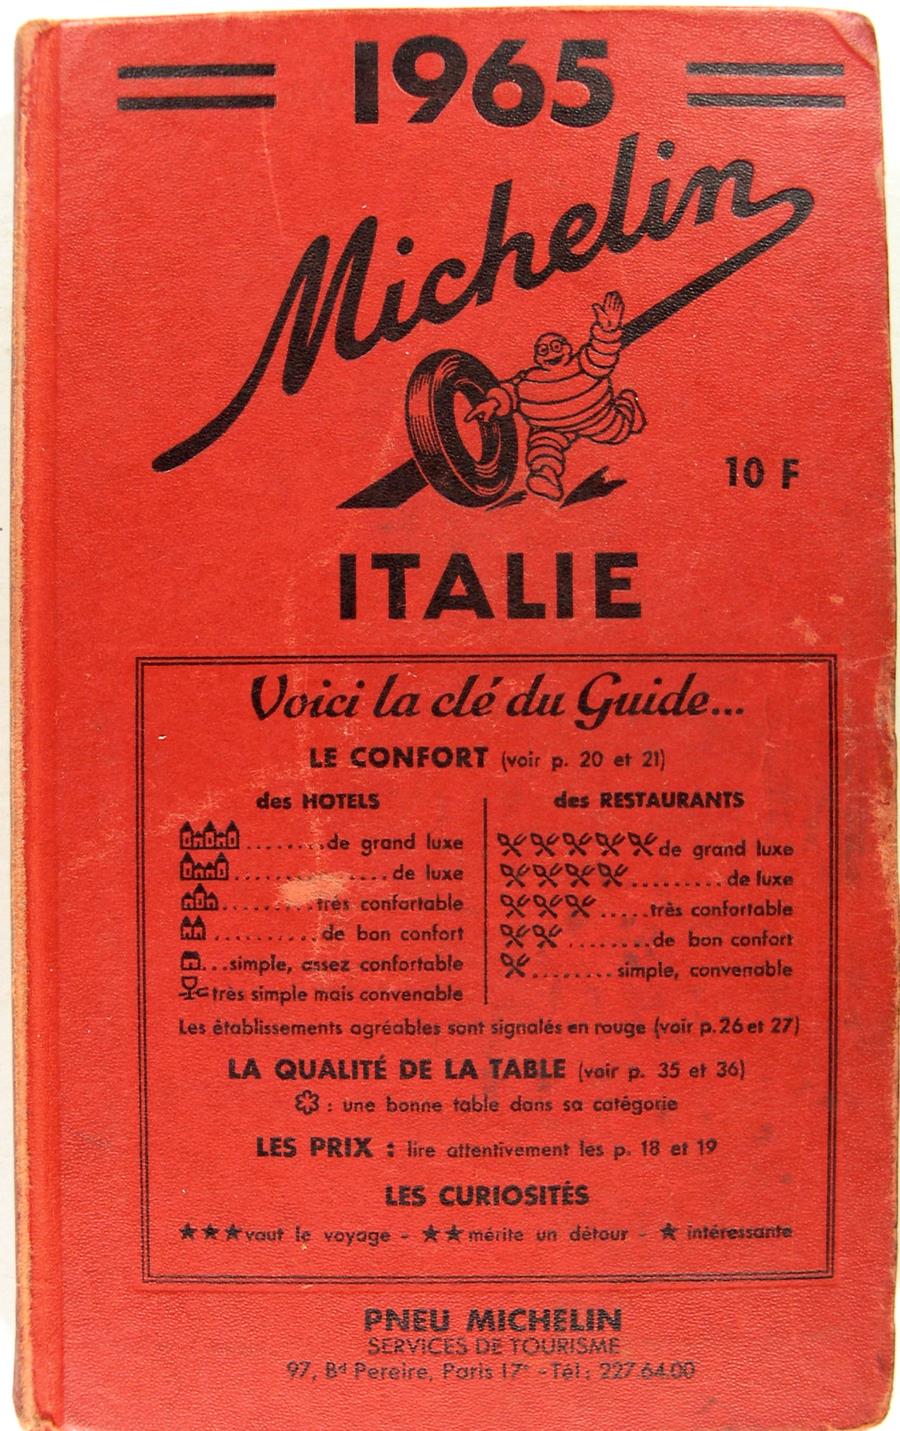 1965
Michelin
10 F
ITALIE
Voici la clé du Guide...
LE CONFORT (voir p. 20 et 21)
des HOTELS
........de grand luxe
...............de luxe
.........très confortable
..........de bon confort
...simple, assez confortable
très simple mais convenable
des RESTAURANTS
de grand luxe
.........de luxe
.....très confortable
........de bon confort
........simple, convenable
Les établissements agréables sont signalés en rouge (voir p. 26 et 27)
LA QUALITÉ DE LA TABLE (voir p. 35 et 36)
: une bonne table dans sa catégorie
LES PRIX : lire attentivement les p. 18 et 19
LES CURIOSITÉS
★★★vaut le voyage - ★★mérite un détour - ★ intéressante
PNEU MICHELIN
SERVICES DE TOURISME
97, Bd Pereire, Paris 17e - Tél: 227.64.00